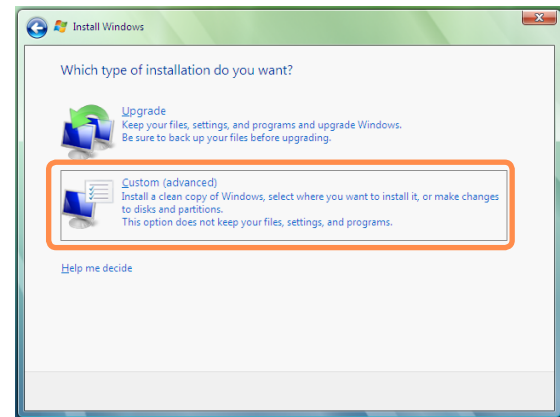 Install Windows
Which type of installation do you want?
Upgrade
Keep your files, settings, and programs and upgrade Windows.
Be sure to back up your files before upgrading.
Custom (advanced)
Install a clean copy of Windows, select where you want to install it, or make changes
to disks and partitions.
This option does not keep your files, settings, and programs.
Help me decide